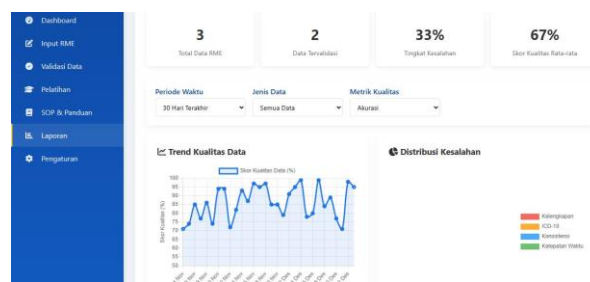 Dashboard
Input RME
Validasi Data
Pelatihan
SOP & Panduan
Laporan
Pengaturan
3
Total Data RME
2
Data Tervalidasi
33%
Tingkat Kesalahan
67%
Skor Kualitas Rata-rata
Periode Waktu
30 Hari Terakhir
Jenis Data
Semua Data
Metrik Kualitas
Akurasi
Trend Kualitas Data
Skor Kualitas Data (%)
Skor Kualitas (%)
100
95
90
85
80
75
70
65
60
55
50
Distribusi Kesalahan
Kelengkapan
ICD-10
Konsistensi
Ketepatan Waktu